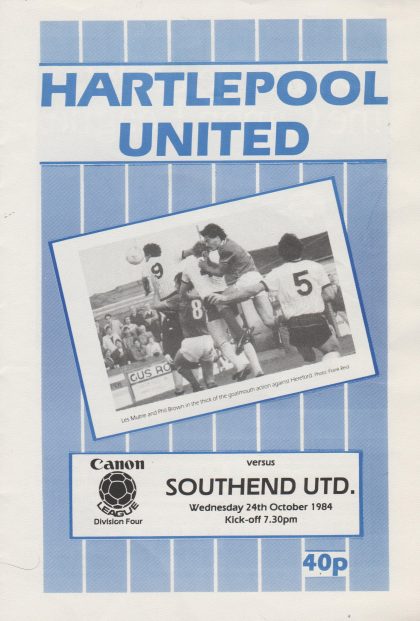 HARTLEPOOL
UNITED
9
8
5
GUS RO
Les Mutrie and Phil Brown in the thick of the goalmouth action against Hereford. Photo: Frank Reid
Canon
LEAGUE
Division Four
versus
SOUTHEND UTD.
Wednesday 24th October 1984
Kick-off 7.30pm
40p